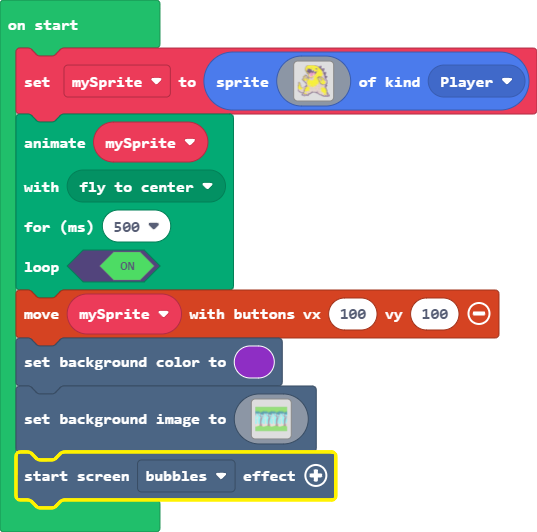 on start
set mySprite to sprite of kind Player
animate mySprite
with fly to center
for (ms) 500
loop ON
move mySprite with buttons vx 100 vy 100
set background color to
set background image to
start screen bubbles effect